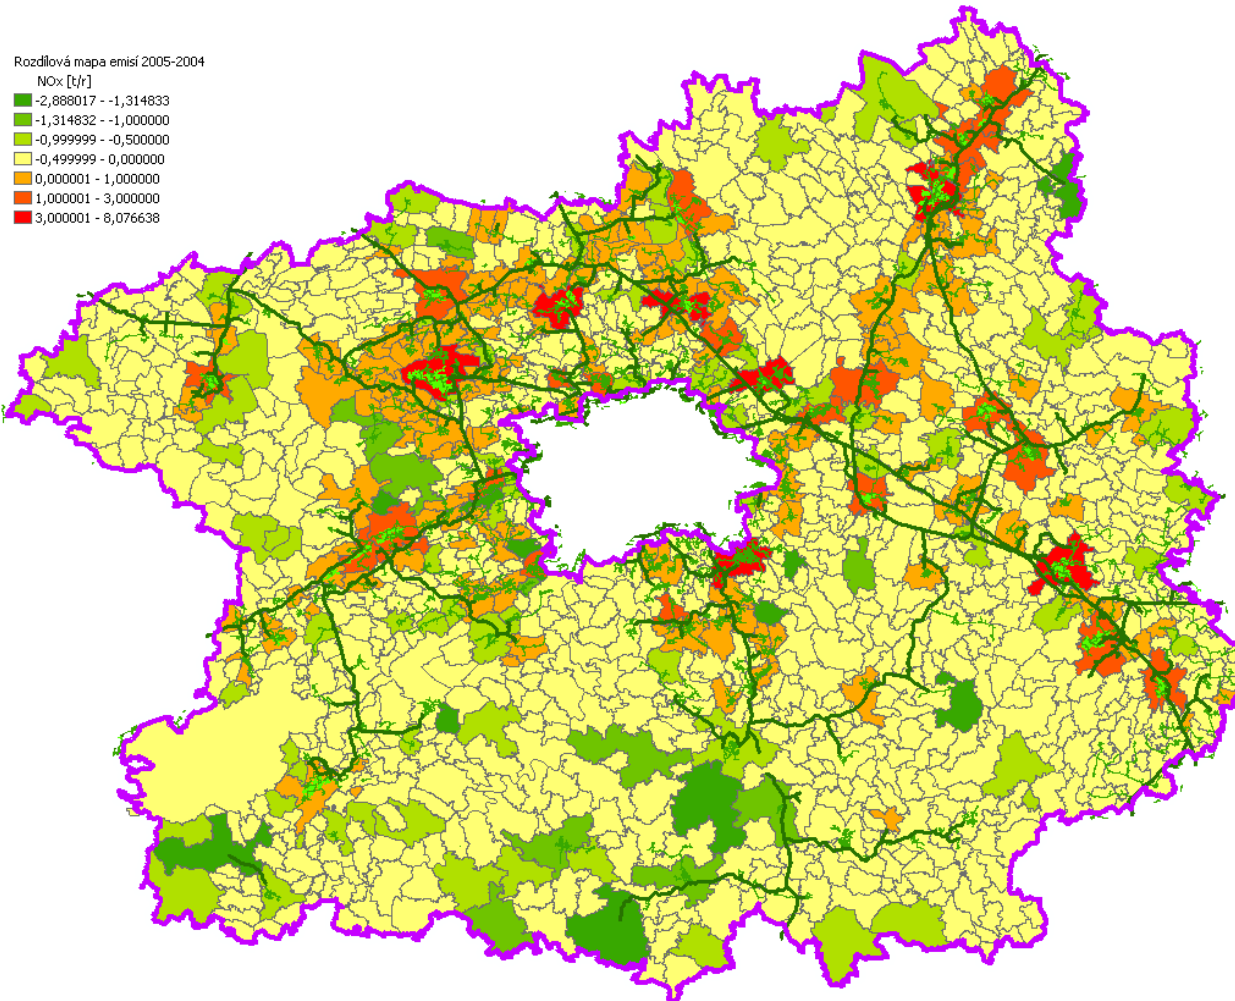 Rozdílová mapa emisí 2005-2004
NOx [t/r]
-2,888017 - -1,314833
-1,314832 - -1,000000
-0,999999 - -0,500000
-0,499999 - 0,000000
0,000001 - 1,000000
1,000001 - 3,000000
3,000001 - 8,076638